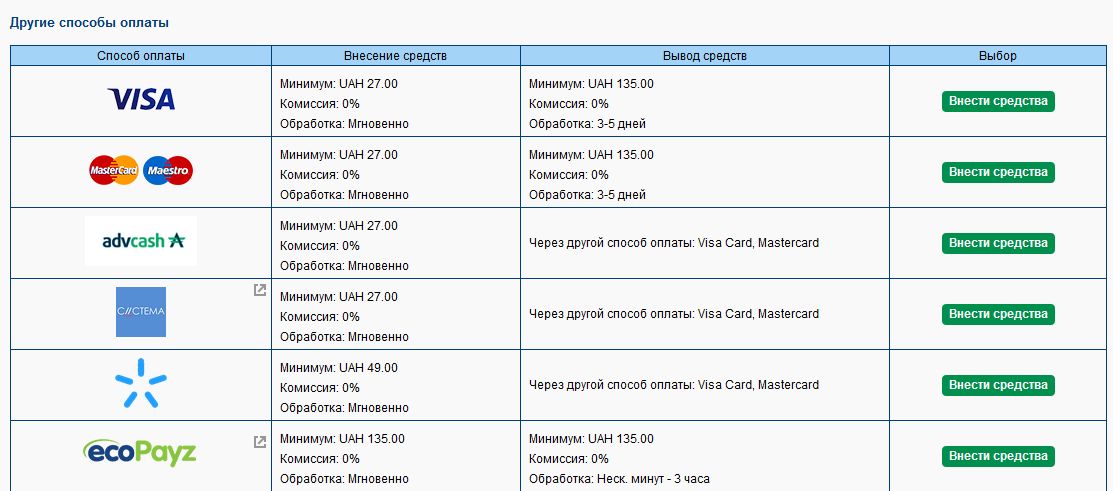 Другие способы оплаты
Способ оплаты Внесение средств Вывод средств Выбор
VISA
Минимум: UAH 27.00
Комиссия: 0%
Обработка: Мгновенно
Минимум: UAH 135.00
Комиссия: 0%
Обработка: 3-5 дней
Внести средства
MasterCard Maestro
Минимум: UAH 27.00
Комиссия: 0%
Обработка: Мгновенно
Минимум: UAH 135.00
Комиссия: 0%
Обработка: 3-5 дней
Внести средства
advcash
Минимум: UAH 27.00
Комиссия: 0%
Обработка: Мгновенно
Через другой способ оплаты: Visa Card, Mastercard
Внести средства
C//CTEMA
Минимум: UAH 27.00
Комиссия: 0%
Обработка: Мгновенно
Через другой способ оплаты: Visa Card, Mastercard
Внести средства
Минимум: UAH 49.00
Комиссия: 0%
Обработка: Мгновенно
Через другой способ оплаты: Visa Card, Mastercard
Внести средства
ecoPayz
Минимум: UAH 135.00
Комиссия: 0%
Обработка: Мгновенно
Минимум: UAH 135.00
Комиссия: 0%
Обработка: Неск. минут - 3 часа
Внести средства